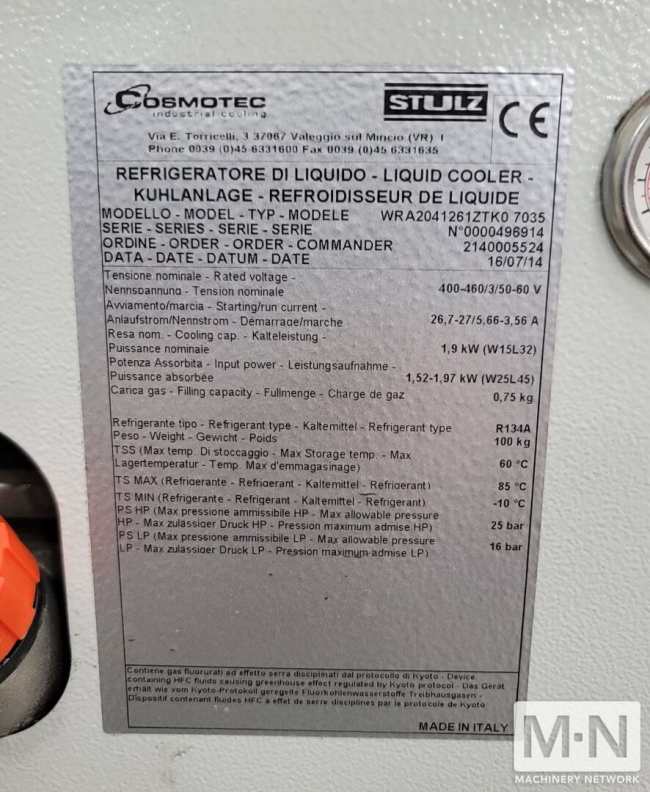 COSMOTEC
industrial cooling
STULZ
CE
Via E. Torricelli, 3 37067 Valeggio sul Mincio (VR) I
Phone 0039 (0)45 6331600 Fax 0039 (0)45 6331635
REFRIGERATORE DI LIQUIDO - LIQUID COOLER -
KUHLANLAGE - REFROIDISSEUR DE LIQUIDE
MODELLO - MODEL - TYP - MODELE WRA2041261ZTK0 7035
SERIE - SERIES - SERIE - SERIE N°0000496914
ORDINE - ORDER - ORDER - COMMANDER 2140005524
DATA - DATE - DATUM - DATE 16/07/14
Tensione nominale - Rated voltage -
Nennspannung - Tension nominale 400-460/3/50-60 V
Avviamento/marcia - Starting/run current -
Anlaufstrom/Nennstrom - Démarrage/marche 26,7-27/5,66-3,56 A
Resa nom. - Cooling cap. - Kalteleistung -
Puissance nominale 1,9 kW (W15L32)
Potenza Assorbita - Input power - Leistungsaufnahme -
Puissance absorbée 1,52-1,97 kW (W25L45)
Carica gas - Filling capacity - Fullmenge - Charge de gaz 0,75 kg
Refrigerante tipo - Refrigerant type - Kaltemittel - Refrigerant type R134A
Peso - Weight - Gewicht - Poids 100 kg
TSS (Max temp. Di stoccaggio - Max Storage temp. - Max
Lagertemperatur - Temp. Max d'emmagasinage) 60 °C
TS MAX (Refrigerante - Refrigerant - Kaltemittel - Refrigerant) 85 °C
TS MIN (Refrigerante - Refrigerant - Kaltemittel - Refrigerant) -10 °C
PS HP (Max pressione ammissibile HP - Max allowable pressure
HP - Max zulässiger Druck HP - Pression maximum admise HP) 25 bar
PS LP (Max pressione ammissibile LP - Max allowable pressure
LP - Max zulässiger Druck LP - Pression maximum admise LP) 16 bar
Contiene gas fluorurati ad effetto serra disciplinati dal protocollo di Kyoto - Device
containing HFC fluids causing greenhouse effect regulated by Kyoto protocol - Das Gerät
erhält wie vom Kyoto-Protokoll geregelte Fluorkohlenwasserstoffe Treibhausgasen -
Dispositif contenant fluides HFC à effet de serre disciplines par le protocole de Kyoto
MADE IN ITALY
M·N
MACHINERY NETWORK